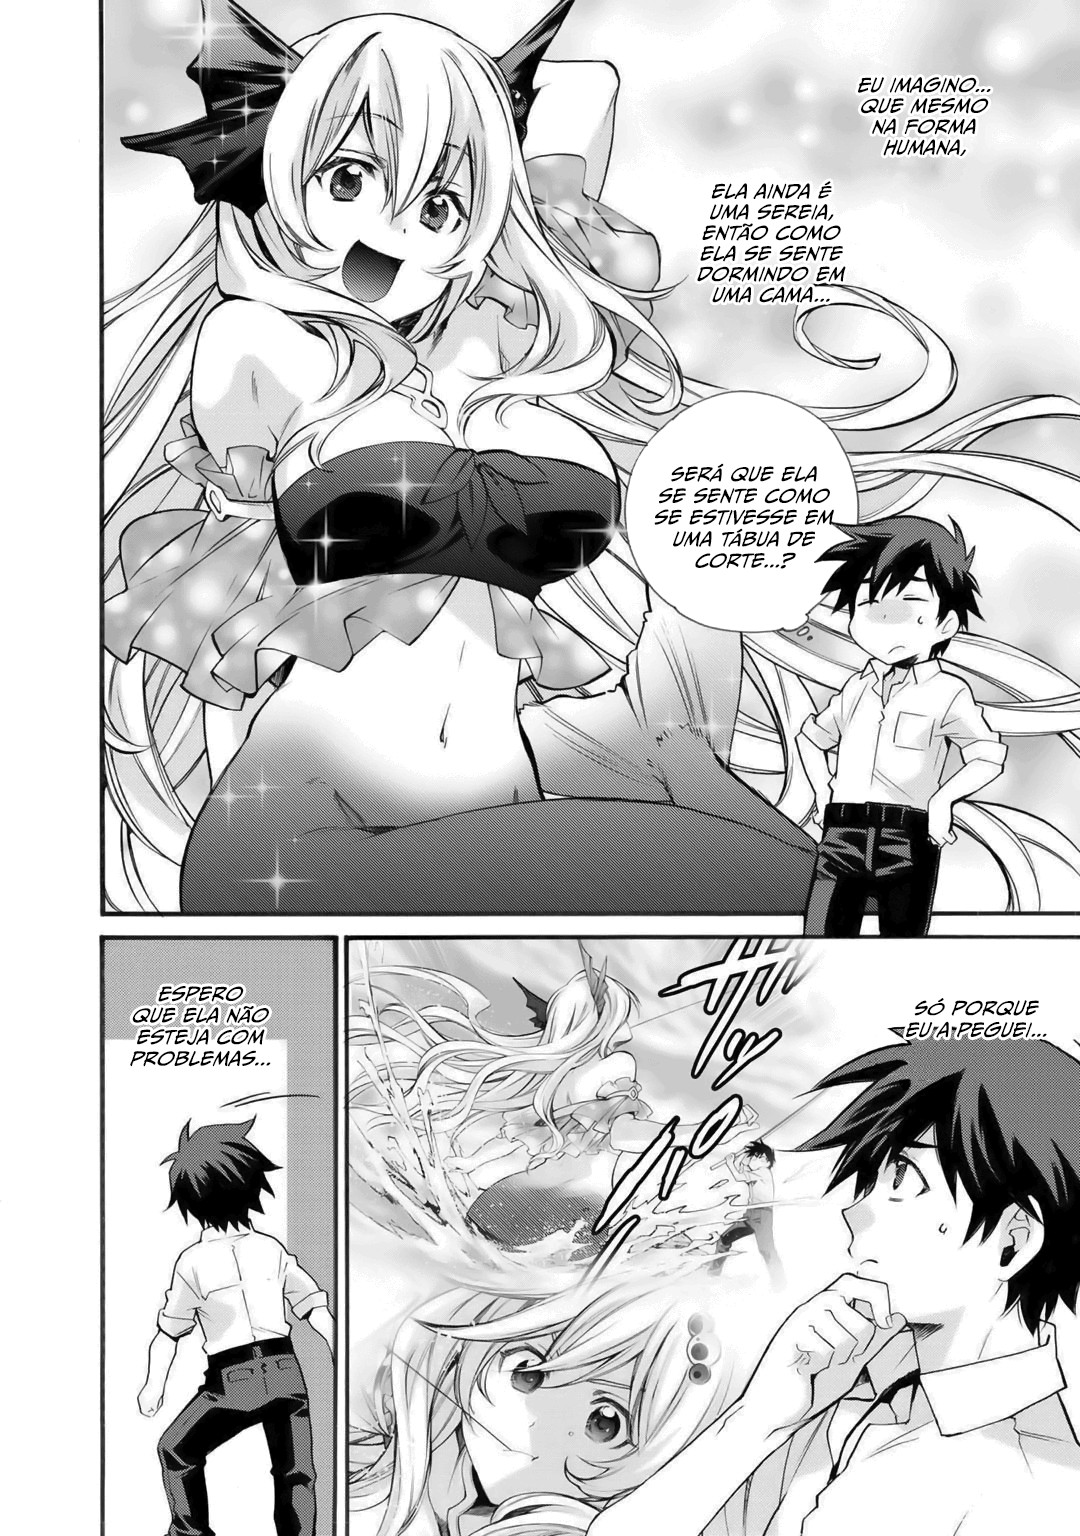 EU IMAGINO...
QUE MESMO
NA FORMA
HUMANA,
ELA AINDA É
UMA SEREIA,
ENTÃO COMO
ELA SE SENTE
DORMINDO EM
UMA CAMA...
SERÁ QUE ELA
SE SENTE COMO
SE ESTIVESSE EM
UMA TÁBUA DE
CORTE...?
SÓ PORQUE
EU A PEGUEI...
ESPERO
QUE ELA NÃO
ESTEJA COM
PROBLEMAS...